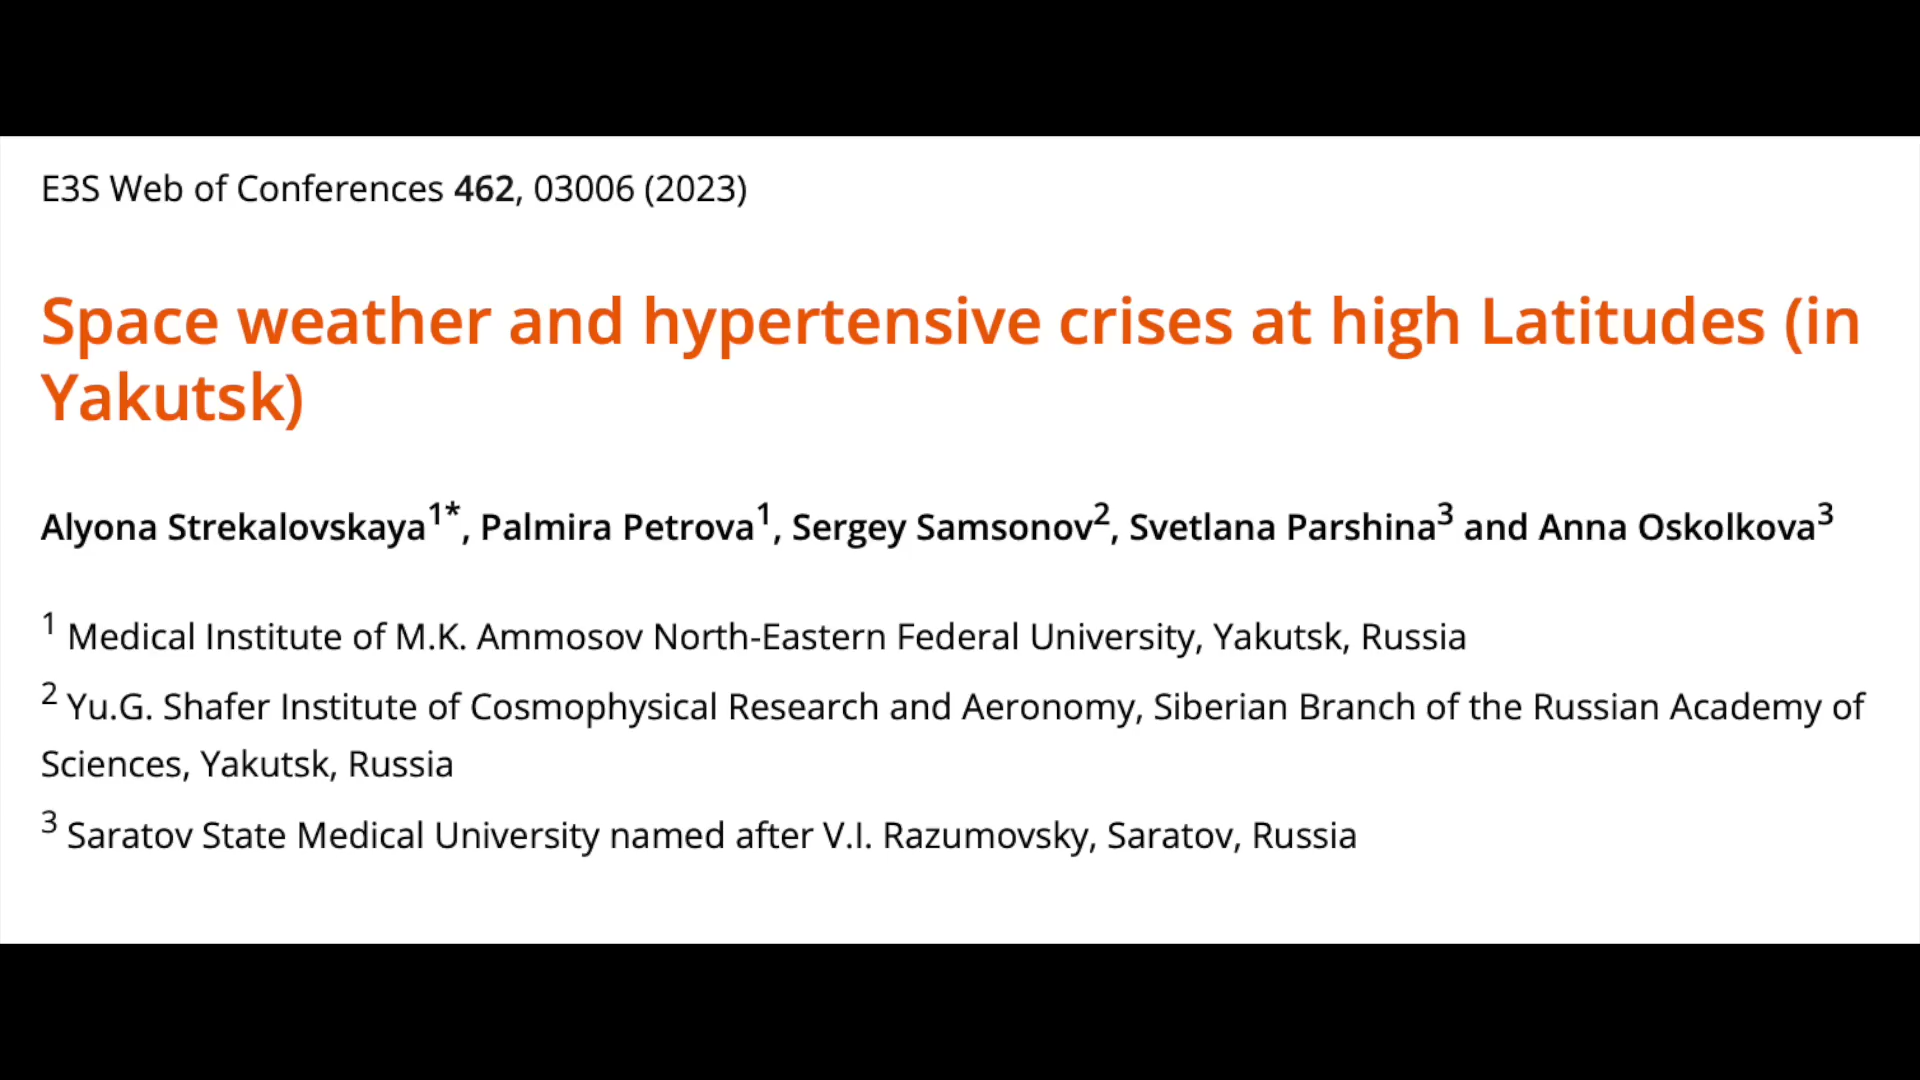 E3S Web of Conferences 462, 03006 (2023)
Space weather and hypertensive crises at high Latitudes (in
Yakutsk)
Alyona Strekalovskaya1*, Palmira Petrova1, Sergey Samsonov2, Svetlana Parshina3 and Anna Oskolkova3
1 Medical Institute of M.K. Ammosov North-Eastern Federal University, Yakutsk, Russia
2 Yu.G. Shafer Institute of Cosmophysical Research and Aeronomy, Siberian Branch of the Russian Academy of
Sciences, Yakutsk, Russia
3 Saratov State Medical University named after V.I. Razumovsky, Saratov, Russia